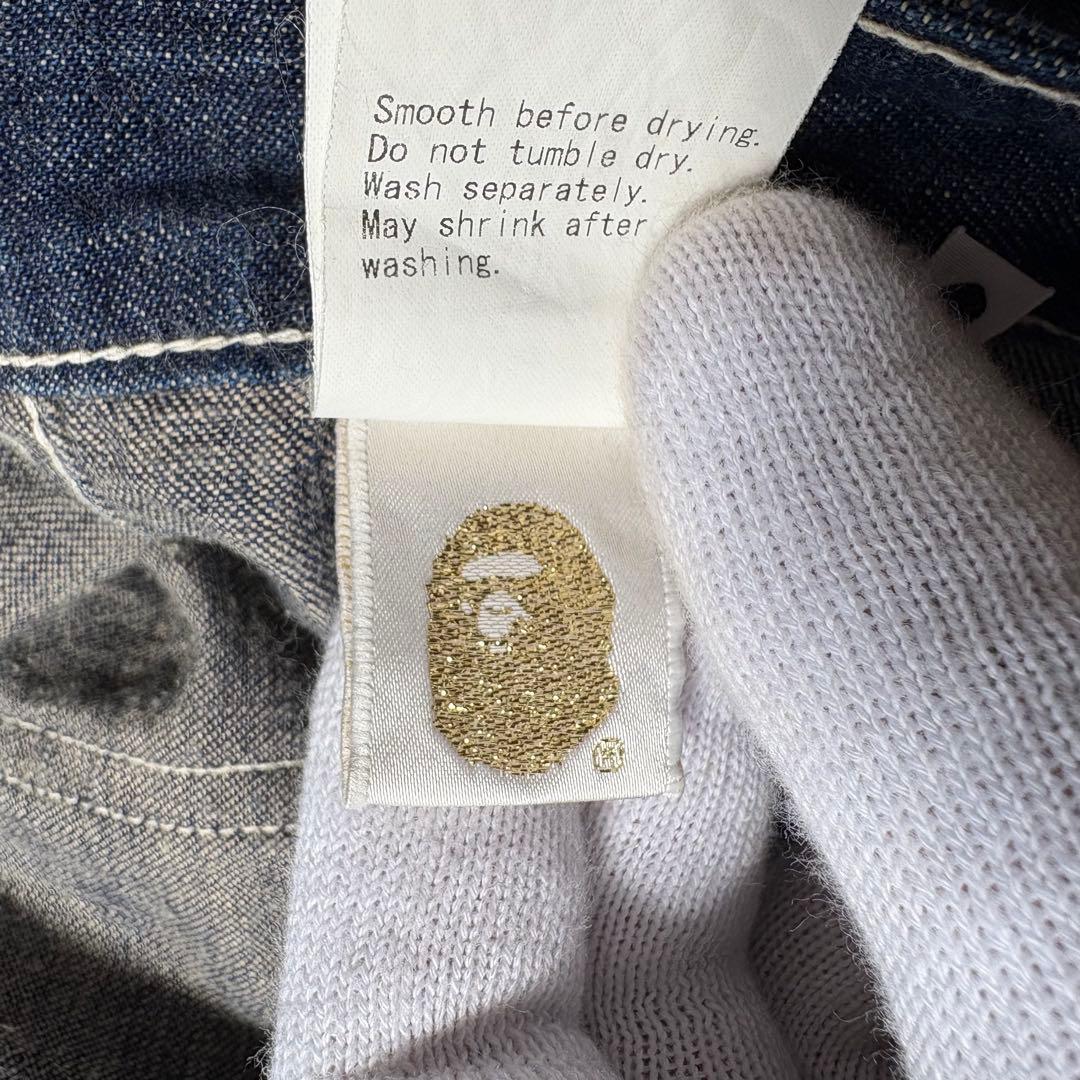 Smooth before drying.
Do not tumble dry.
Wash separately.
May shrink after
washing.